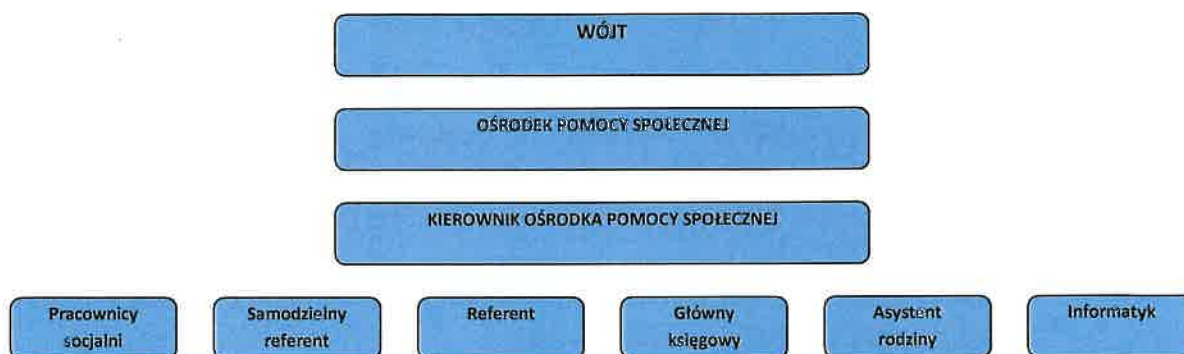 WÓJT
OŚRODEK POMOCY SPOŁECZNEJ
KIEROWNIK OŚRODKA POMOCY SPOŁECZNEJ
Pracownicy
socjalni
Samodzielny
referent
Referent
Główny
księgowy
Asystent
rodziny
Informatyk